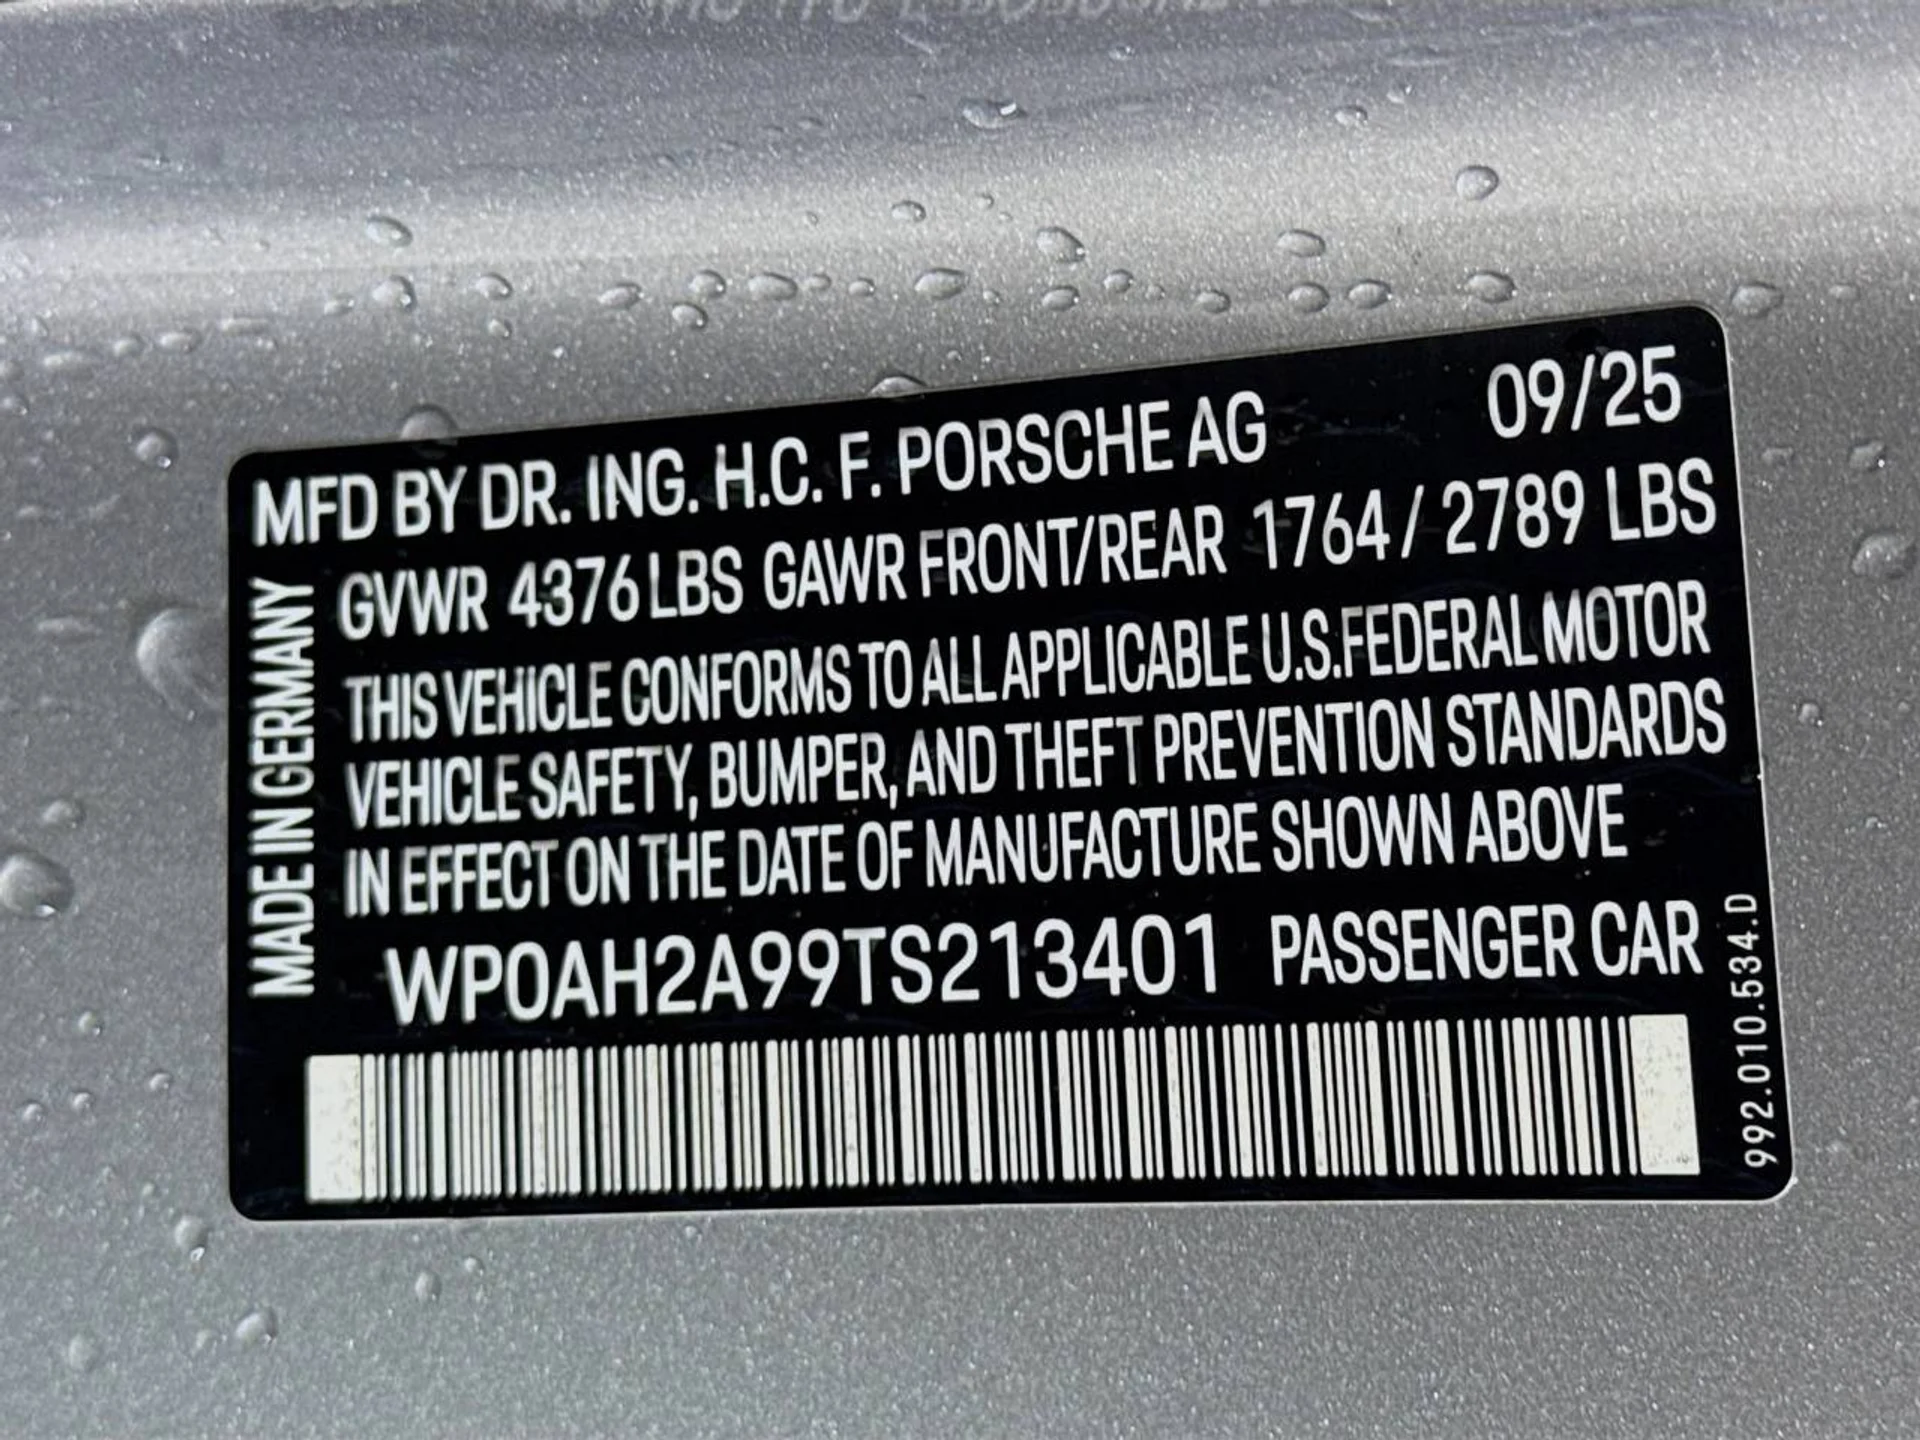 MFD BY DR. ING. H.C. F. PORSCHE AG 09/25
GVWR 4376 LBS GAWR FRONT/REAR 1764 / 2789 LBS
THIS VEHICLE CONFORMS TO ALL APPLICABLE U.S.FEDERAL MOTOR
VEHICLE SAFETY, BUMPER, AND THEFT PREVENTION STANDARDS
IN EFFECT ON THE DATE OF MANUFACTURE SHOWN ABOVE
WP0AH2A99TS213401 PASSENGER CAR
MADE IN GERMANY
992.010.534.D